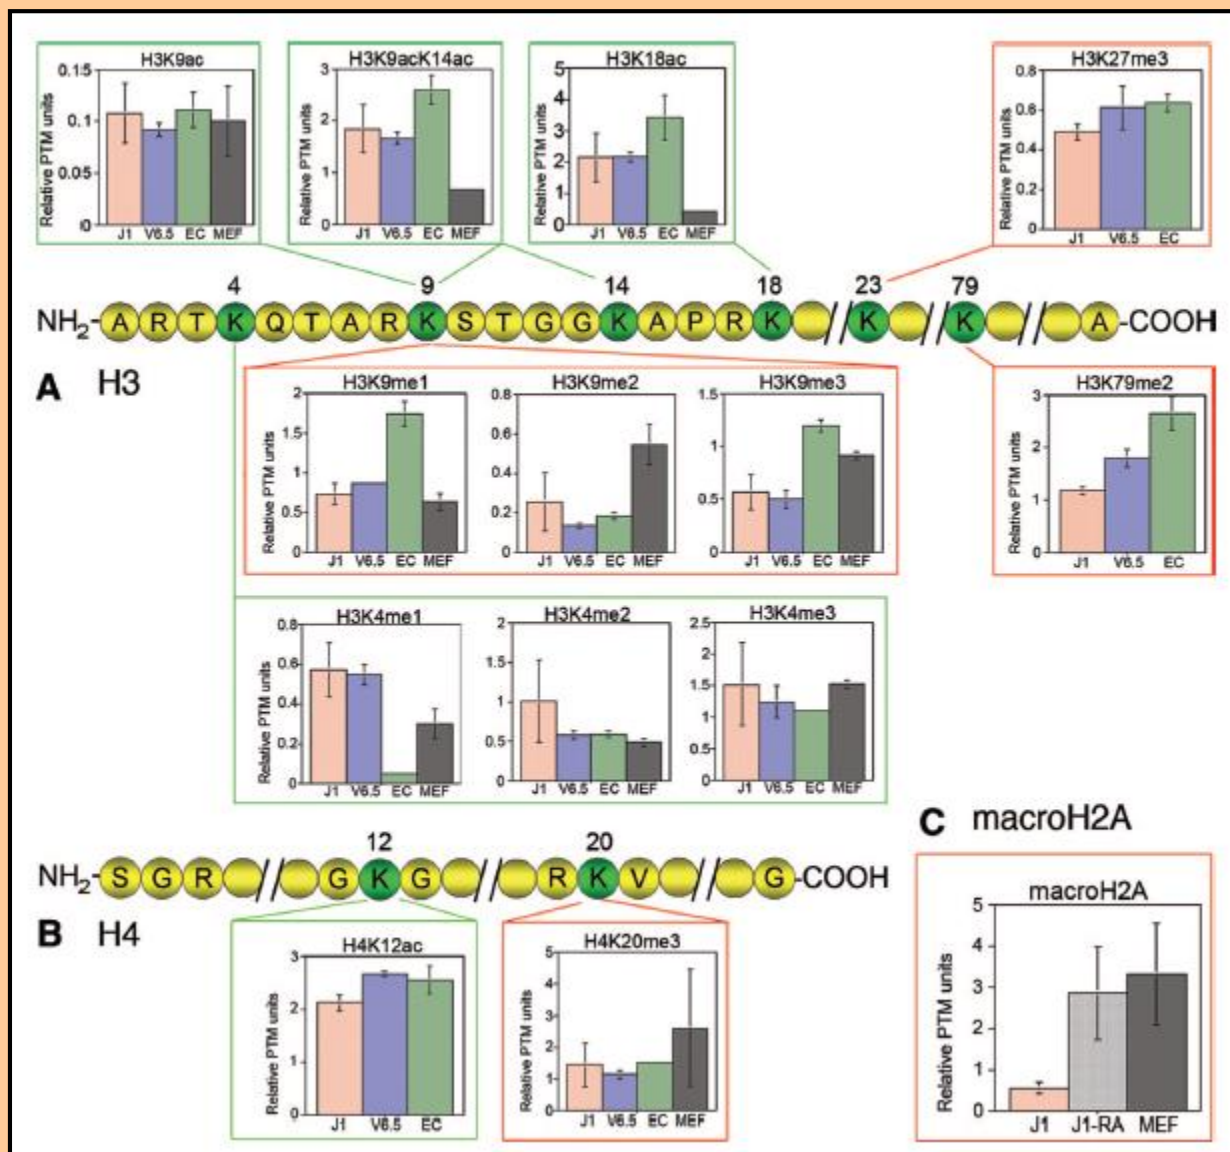 H3K9ac
Relative PTM units
0.15
0.1
0.05
0
J1 V6.5 EC MEF
H3K9acK14ac
3
2
1
0
J1 V6.5 EC MEF
H3K18ac
Relative PTM units
5
4
3
2
1
0
J1 V6.5 EC MEF
H3K27me3
Relative PTM units
0.8
0.6
0.4
0.2
0
J1 V6.5 EC
4 9 14 18 23 79
NH2-A R T K Q T A R K S T G G K A P R K // K // K // A -COOH
A H3
H3K9me1
Relative PTM units
2
1.5
1
0.5
0
J1 V6.5 EC MEF
H3K9me2
0.8
0.6
0.4
0.2
0
J1 V6.5 EC MEF
H3K9me3
1.5
1
0.5
0
J1 V6.5 EC MEF
H3K79me2
Relative PTM units
3
2
1
0
J1 V6.5 EC
H3K4me1
Relative PTM units
0.8
0.6
0.4
0.2
0
J1 V6.5 EC MEF
H3K4me2
2
1.5
1
0.5
0
J1 V6.5 EC MEF
H3K4me3
2.5
2
1.5
1
0.5
0
J1 V6.5 EC MEF
12 20
NH2-S G R // G K G // R K V // G -COOH
B H4
H4K12ac
Relative PTM units
3
2
1
0
J1 V6.5 EC
H4K20me3
Relative PTM units
5
4
3
2
1
0
J1 V6.5 EC MEF
C macroH2A
macroH2A
Relative PTM units
5
4
3
2
1
0
J1 J1-RA MEF